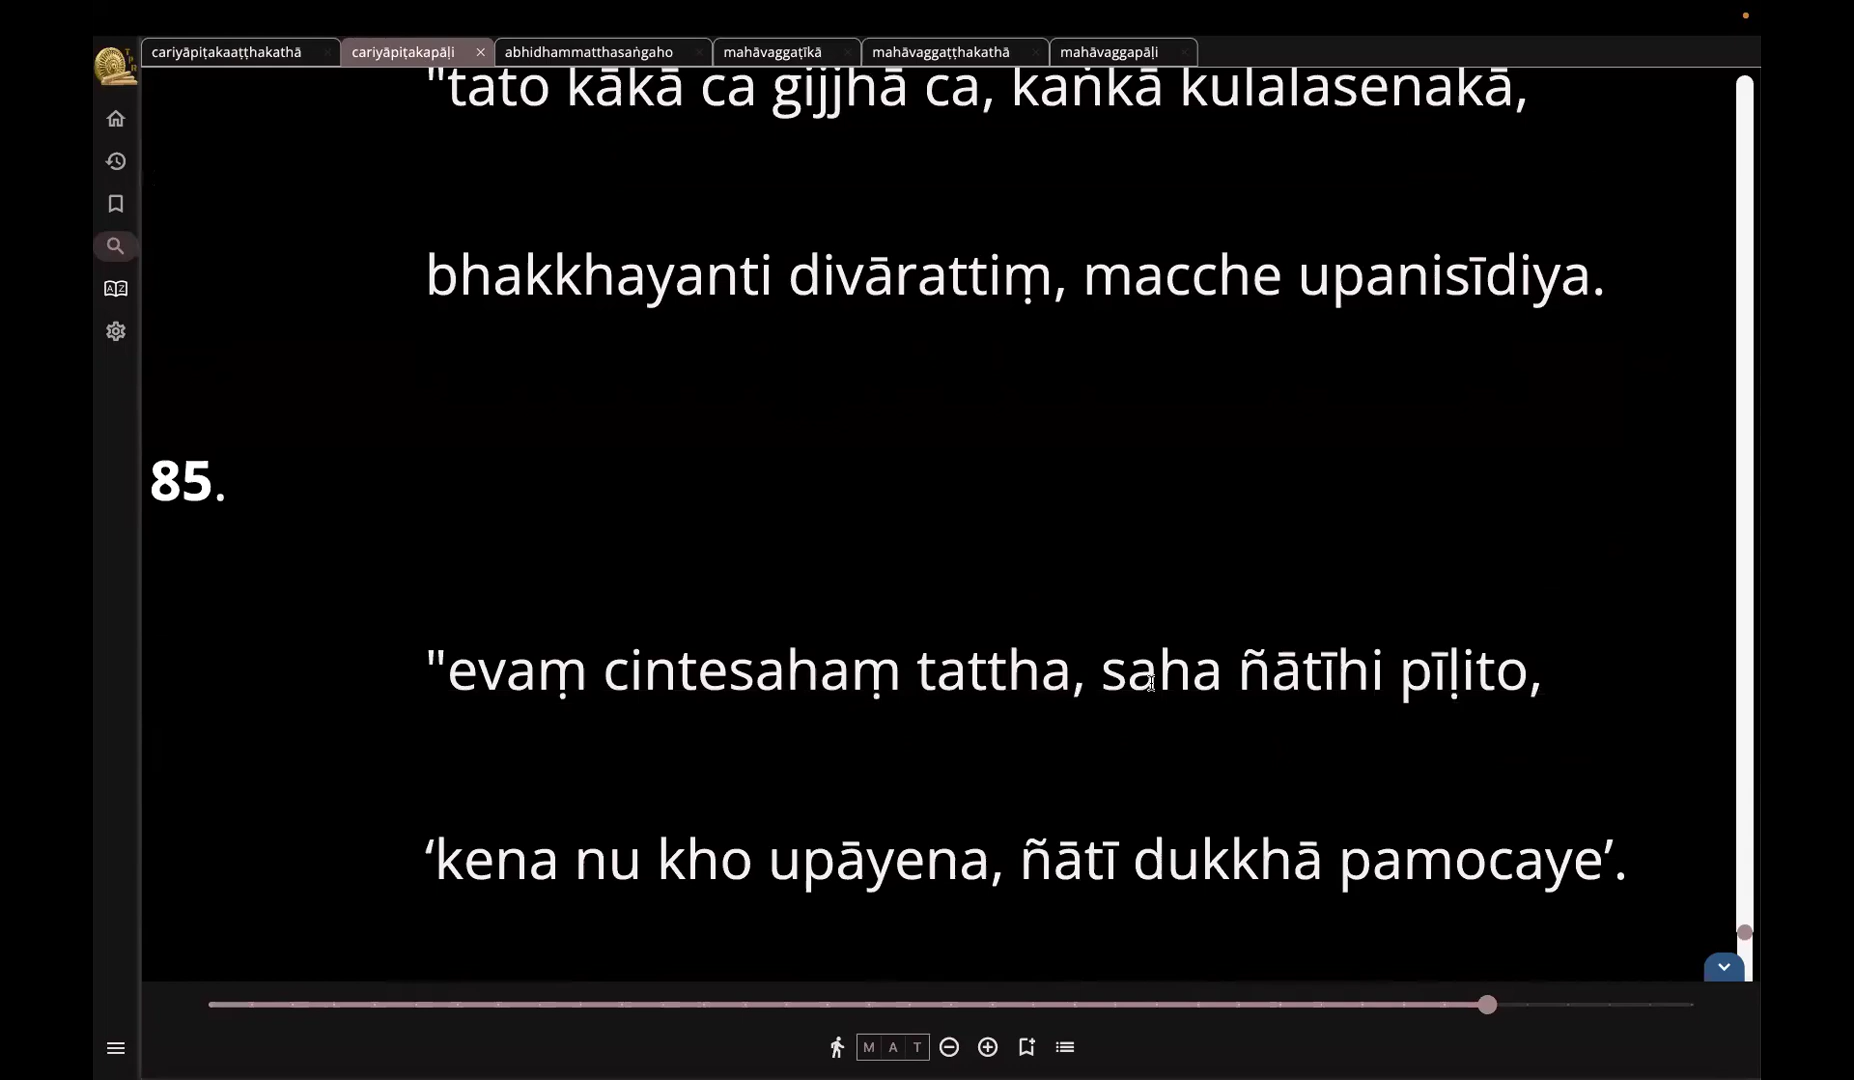 cariyāpiṭakaaṭṭhakathā
cariyāpiṭakapāḷi
abhidhammatthasaṅgaho
mahāvaggaṭīkā
mahāvaggaṭṭhakathā
mahāvaggapāḷi
"tato kākā ca gijjhā ca, kaṅkā kulalasenakā,
bhakkhayanti divārattiṃ, macche upanisīdiya.
85.
"evaṃ cintesahaṃ tattha, saha ñātīhi pīḷito,
‘kena nu kho upāyena, ñātī dukkhā pamocaye’.
M A T